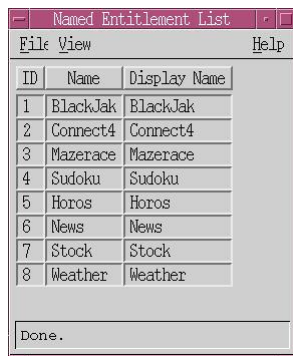 Named Entitlement List
File View Help
ID Name Display Name
1 BlackJak BlackJak
2 Connect4 Connect4
3 Mazerace Mazerace
4 Sudoku Sudoku
5 Horos Horos
6 News News
7 Stock Stock
8 Weather Weather
Done.